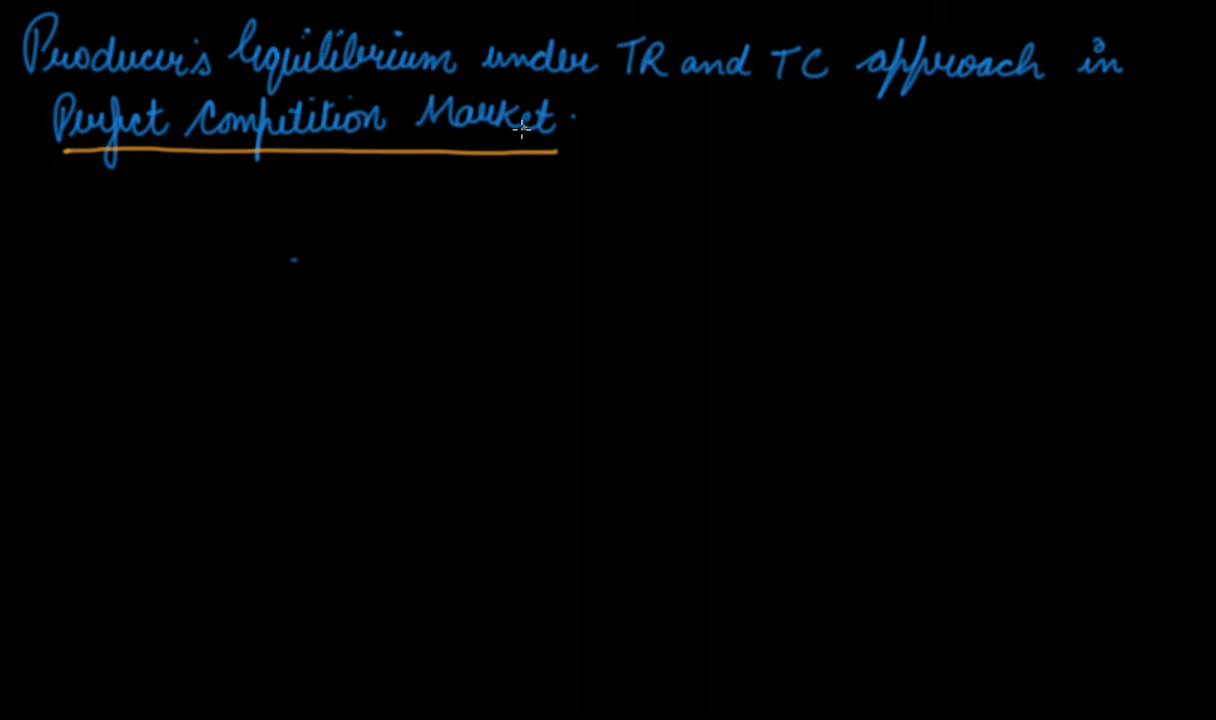 Producer's Equilibrium under TR and TC approach in
Perfect Competition Market.